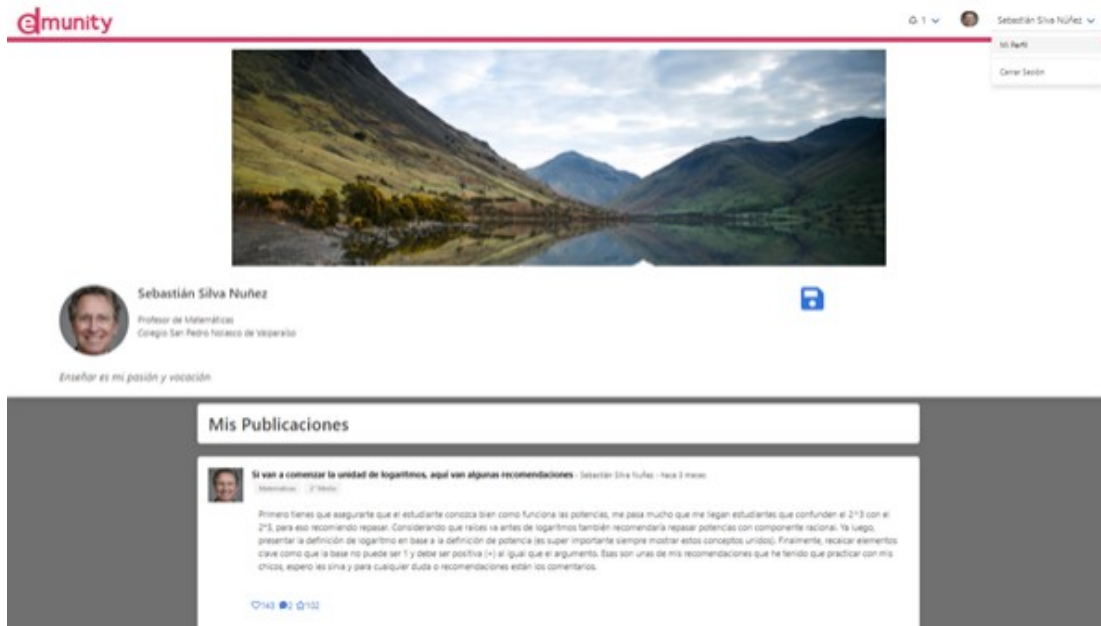 elmunity
1
Sebastián Silva Núñez
Mi Perfil
Cerrar Sesión
Sebastián Silva Nuñez
Profesor de Matemáticas
Colegio San Pedro Nolasco de Valparaíso
Enseñar es mi pasión y vocación
Mis Publicaciones
Si van a comenzar la unidad de logaritmos, aquí van algunas recomendaciones - Sebastián Silva Nuñez - Hace 3 meses
Matemáticas 2° Medio
Primero tienes que asegurarte que el estudiante conozca bien como funciona las potencias, me pasa mucho que me llegan estudiantes que confunden el 2^3 con el
2*3, para eso recomiendo repasar. Considerando que raíces va antes de logaritmos también recomendaría repasar potencias con componente racional. Ya luego,
presentar la definición de logaritmo en base a la definición de potencia (es super importante siempre mostrar estos conceptos unidos). Finalmente, recalcar elementos
clave como que la base no puede ser 1 y debe ser positiva (+) al igual que el argumento. Esas son unas de mis recomendaciones que he tenido que practicar con mis
chicos, espero les sirva y para cualquier duda o recomendaciones están los comentarios.
143 2 102